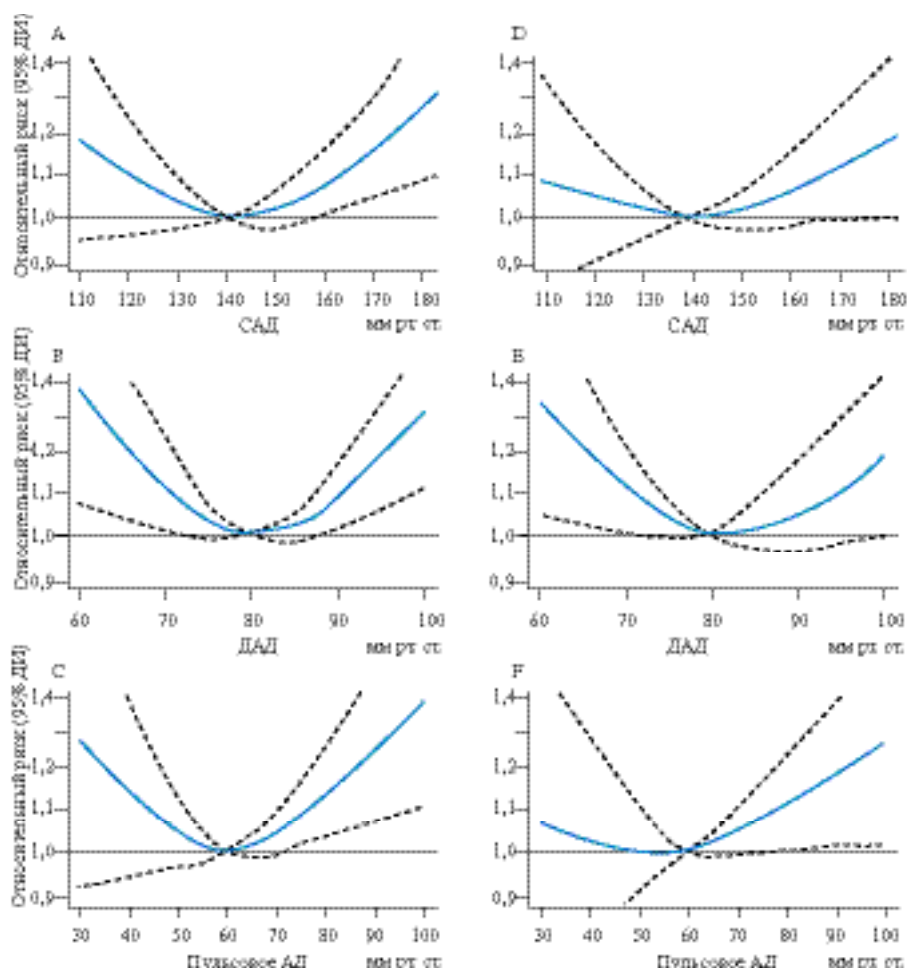 A
D
Относительный риск (95% ДИ)
1,4
1,2
1,1
1,0
0,9
1,4
1,2
1,1
1,0
0,9
110 120 130 140 150 160 170 180
110 120 130 140 150 160 170 180
САД мм рт. ст.
САД мм рт. ст.
B
E
Относительный риск (95% ДИ)
1,4
1,2
1,1
1,0
0,9
1,4
1,2
1,1
1,0
0,9
60 70 80 90 100
60 70 80 90 100
ДАД мм рт. ст.
ДАД мм рт. ст.
C
F
Относительный риск (95% ДИ)
1,4
1,2
1,1
1,0
0,9
1,4
1,2
1,1
1,0
0,9
30 40 50 60 70 80 90 100
30 40 50 60 70 80 90 100
Пульсовое АД мм рт. ст.
Пульсовое АД мм рт. ст.